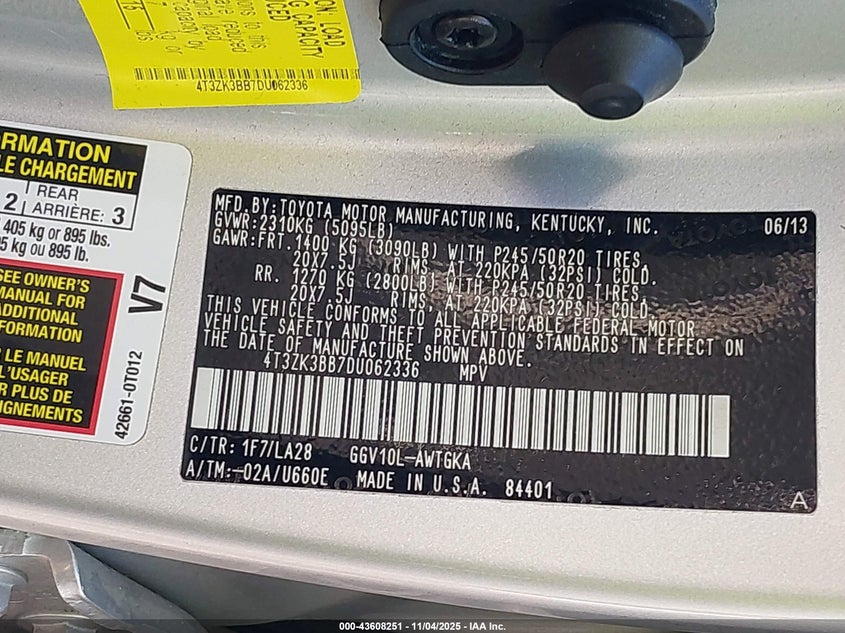 ON: LOAD
G CAPACITY
CED
4T3ZK3BB7DU062336
ORMATION
LE CHARGEMENT
2 REAR ARRIÈRE: 3
405 kg or 895 lbs.
kg ou 895 lb.
SEE OWNER'S
MANUAL FOR
ADDITIONAL
INFORMATION
LE MANUEL
L'USAGER
PLUS DE
IGNEMENTS
V7
42661-0T012
MFD. BY: TOYOTA MOTOR MANUFACTURING, KENTUCKY, INC. 06/13
GVWR: 2310KG (5095LB)
GAWR: FRT. 1400 KG (3090LB) WITH P245/50R20 TIRES,
20X7.5J RIMS, AT 220KPA (32PSI) COLD.
RR. 1270 KG (2800LB) WITH P245/50R20 TIRES,
20X7.5J RIMS, AT 220KPA (32PSI) COLD.
THIS VEHICLE CONFORMS TO ALL APPLICABLE FEDERAL MOTOR
VEHICLE SAFETY AND THEFT PREVENTION STANDARDS IN EFFECT ON
THE DATE OF MANUFACTURE SHOWN ABOVE.
4T3ZK3BB7DU062336 MPV
C/TR: 1F7/LA28 GGV10L-AWTGKA
A/TM:-02A/U660E MADE IN U.S.A. 84401
A
000-43608251 - 11/04/2025 - IAA Inc.